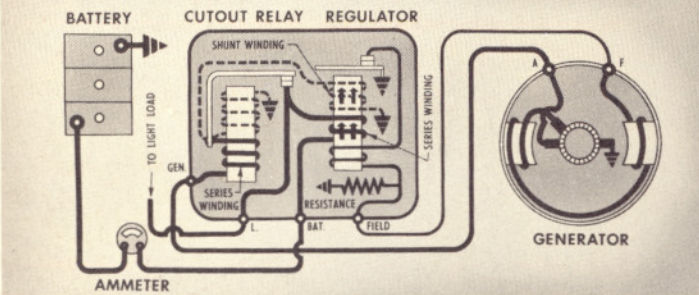 BATTERY
CUTOUT RELAY
REGULATOR
SHUNT WINDING
SERIES WINDING
A
F
TO LIGHT LOAD
GEN.
SERIES
WINDING
RESISTANCE
L.
BAT.
FIELD
AMMETER
GENERATOR